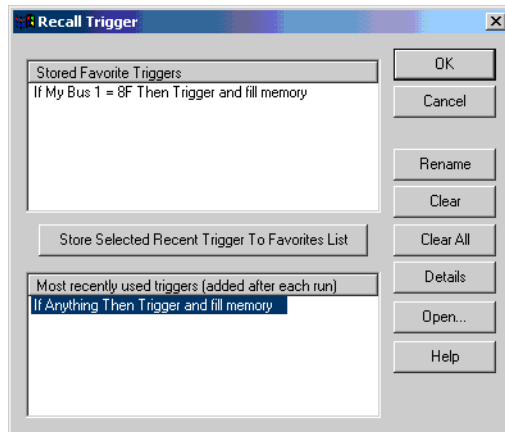 Recall Trigger
Stored Favorite Triggers
If My Bus 1 = 8F Then Trigger and fill memory
Store Selected Recent Trigger To Favorites List
Most recently used triggers (added after each run)
If Anything Then Trigger and fill memory
OK
Cancel
Rename
Clear
Clear All
Details
Open...
Help